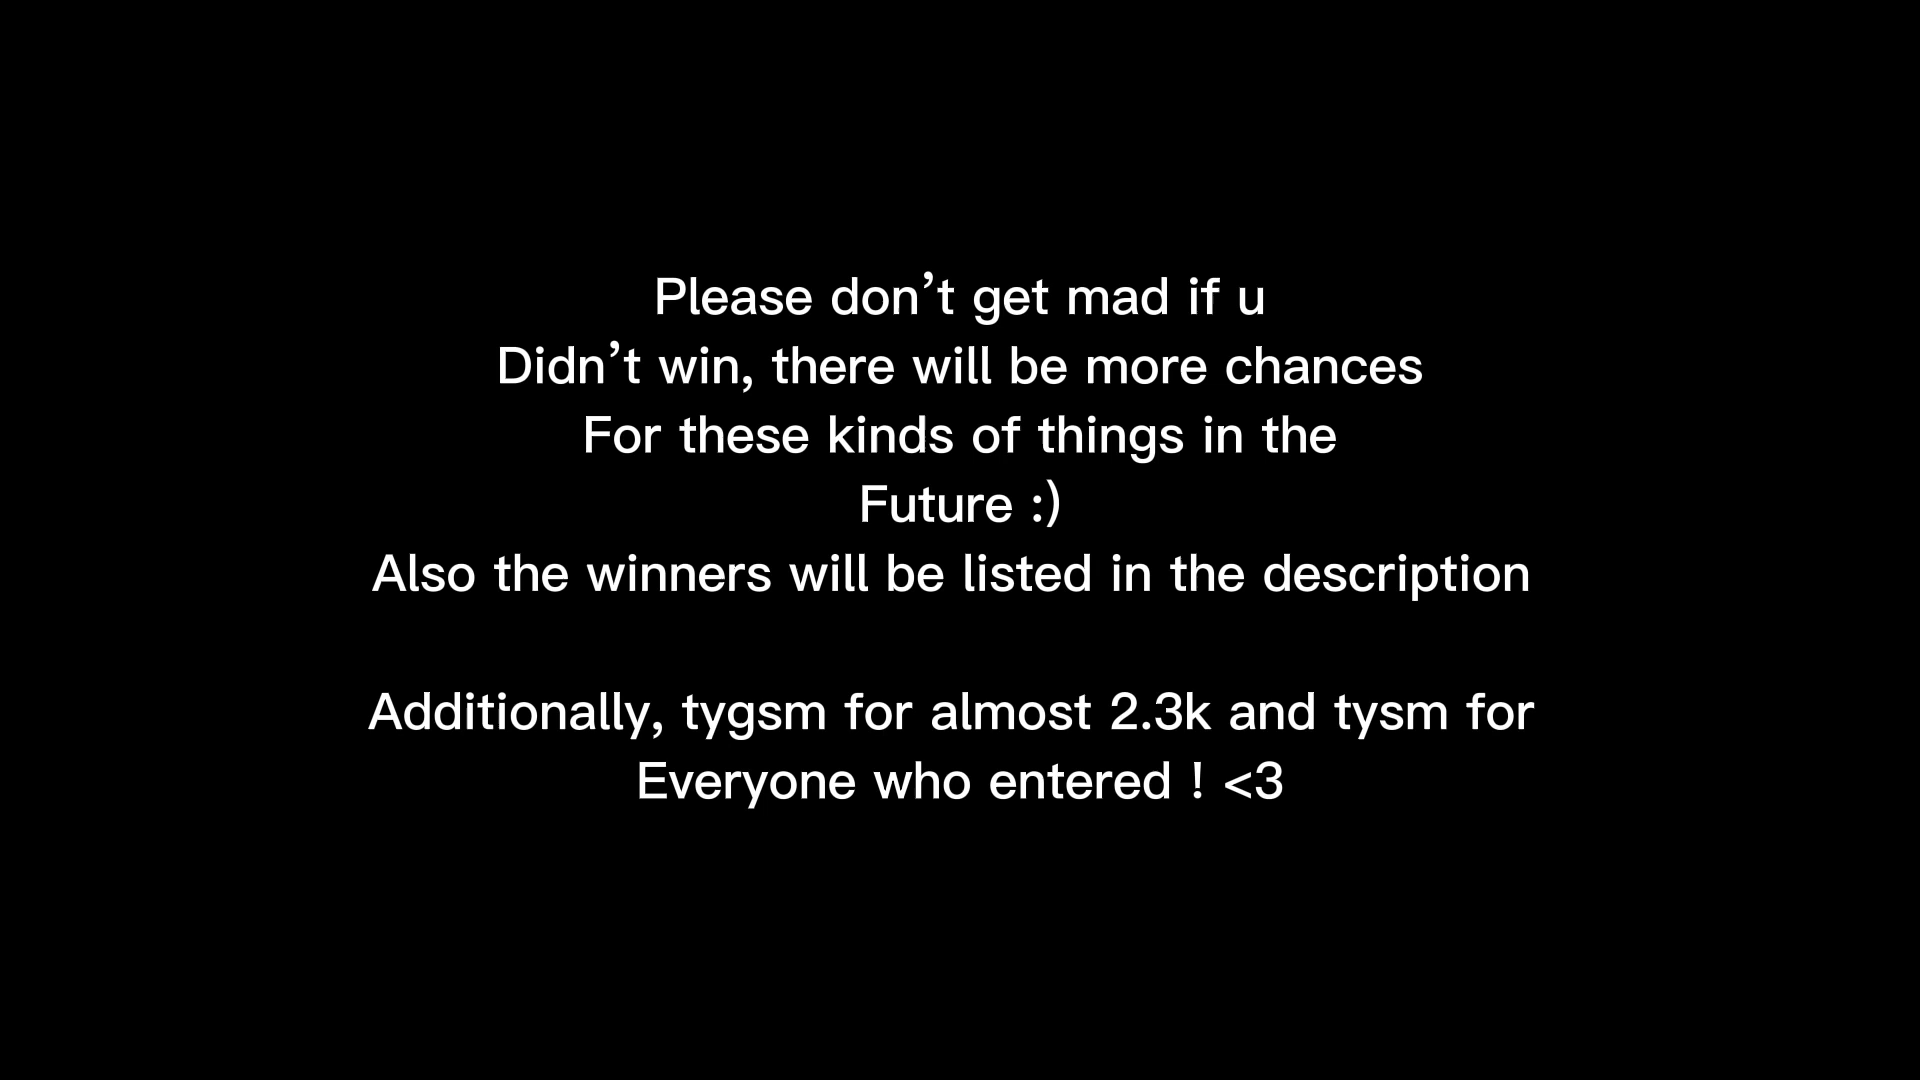 Please don’t get mad if u
Didn’t win, there will be more chances
For these kinds of things in the
Future :)
Also the winners will be listed in the description
Additionally, tygsm for almost 2.3k and tysm for
Everyone who entered ! <3